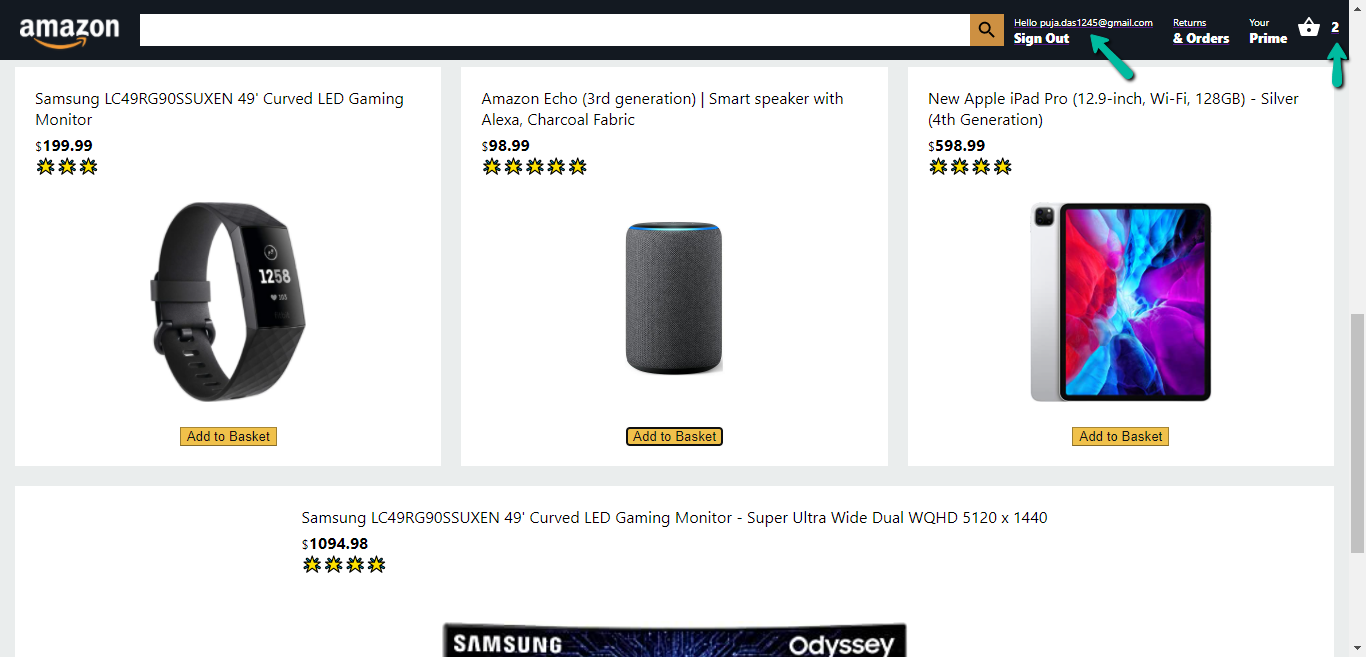 amazon
Hello puja.das1245@gmail.com
Sign Out
Returns
& Orders
Your
Prime
2
Samsung LC49RG90SSUXEN 49' Curved LED Gaming
Monitor
$199.99
Amazon Echo (3rd generation) | Smart speaker with
Alexa, Charcoal Fabric
$98.99
New Apple iPad Pro (12.9-inch, Wi-Fi, 128GB) - Silver
(4th Generation)
$598.99
1258
103
Add to Basket
Add to Basket
Add to Basket
Samsung LC49RG90SSUXEN 49' Curved LED Gaming Monitor - Super Ultra Wide Dual WQHD 5120 x 1440
$1094.98
SAMSUNG
Odyssey